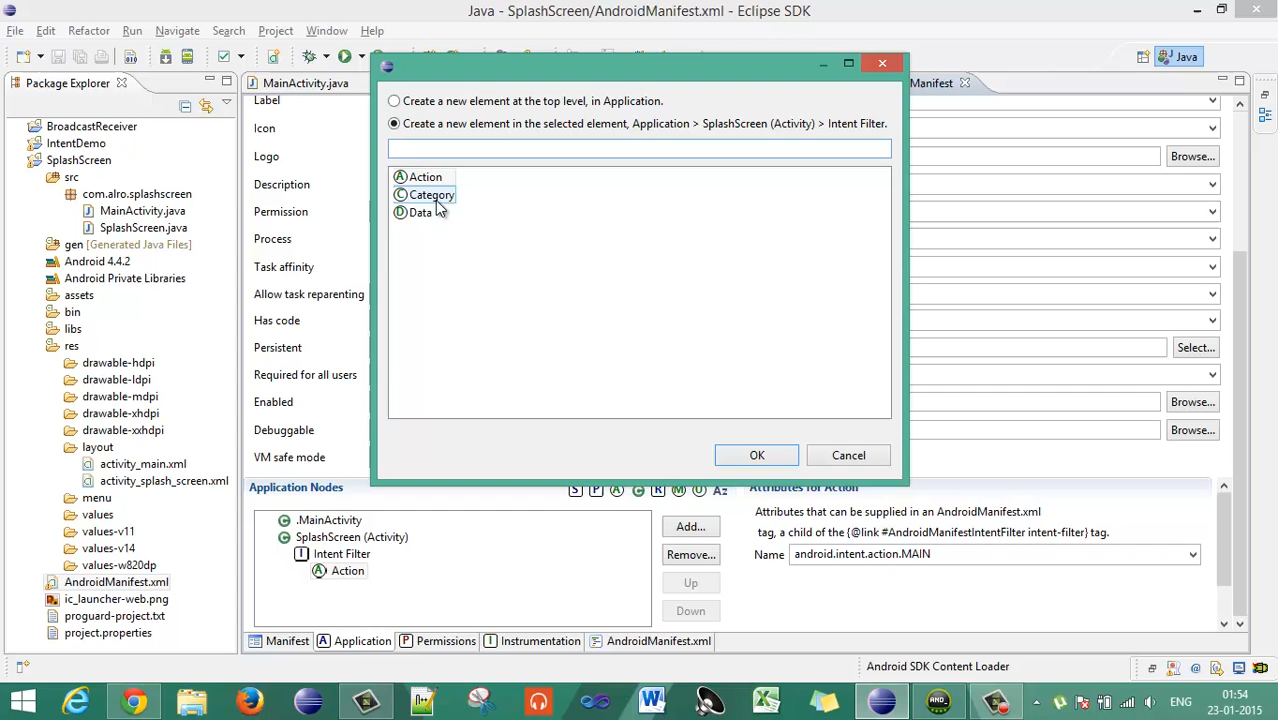 Java - SplashScreen/AndroidManifest.xml - Eclipse SDK
File Edit Refactor Run Navigate Search Project Window Help
Java
Package Explorer
BroadcastReceiver
IntentDemo
SplashScreen
src
com.alro.splashscreen
MainActivity.java
SplashScreen.java
gen [Generated Java Files]
Android 4.4.2
Android Private Libraries
assets
bin
libs
res
drawable-hdpi
drawable-ldpi
drawable-mdpi
drawable-xhdpi
drawable-xxhdpi
layout
activity_main.xml
activity_splash_screen.xml
menu
values
values-v11
values-v14
values-w820dp
AndroidManifest.xml
ic_launcher-web.png
proguard-project.txt
project.properties
MainActivity.java
Manifest
Label
Icon
Logo
Browse...
Description
Permission
Process
Task affinity
Allow task reparenting
Has code
Persistent
Select...
Required for all users
Enabled
Browse...
Debuggable
Browse...
VM safe mode
Create a new element at the top level, in Application.
Create a new element in the selected element, Application > SplashScreen (Activity) > Intent Filter.
A Action
C Category
D Data
OK
Cancel
Application Nodes
S P A C R M U Az
.MainActivity
SplashScreen (Activity)
I Intent Filter
A Action
Add...
Remove...
Up
Down
Attributes for Action
Attributes that can be supplied in an AndroidManifest.xml
tag, a child of the {@link #AndroidManifestIntentFilter intent-filter} tag.
Name android.intent.action.MAIN
Manifest A Application P Permissions I Instrumentation AndroidManifest.xml
Android SDK Content Loader
01:54
23-01-2015